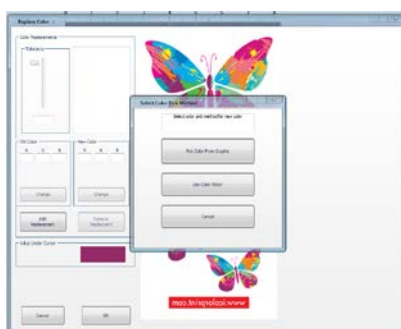 Replace Color
Color Replacements
Tolerance
Select Color Pick Method
Select color pick method for new color
Pick Color From Graphic
Use Color Picker
Cancel
Old Color
New Color
R G B
R G B
Change
Change
Add Replacement
Remove Replacement
Value Under Cursor
Cancel
OK